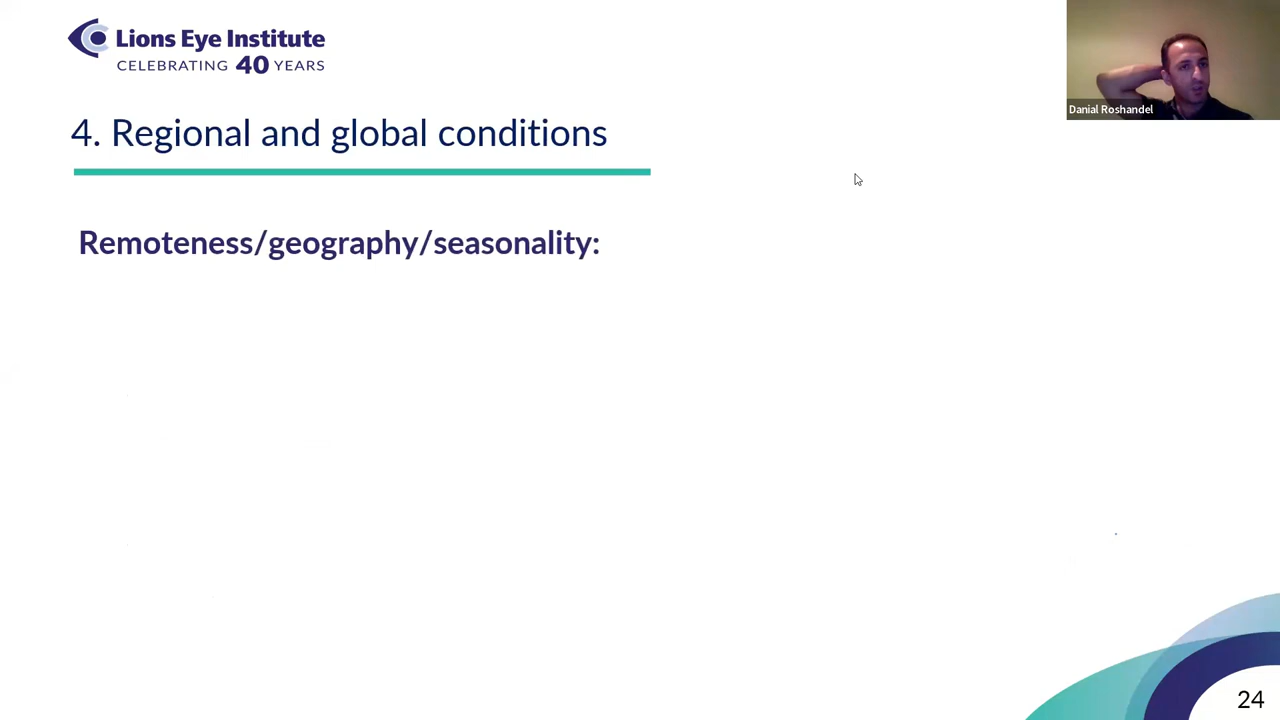 Lions Eye Institute
CELEBRATING 40 YEARS
Danial Roshandel
4. Regional and global conditions
Remoteness/geography/seasonality:
24